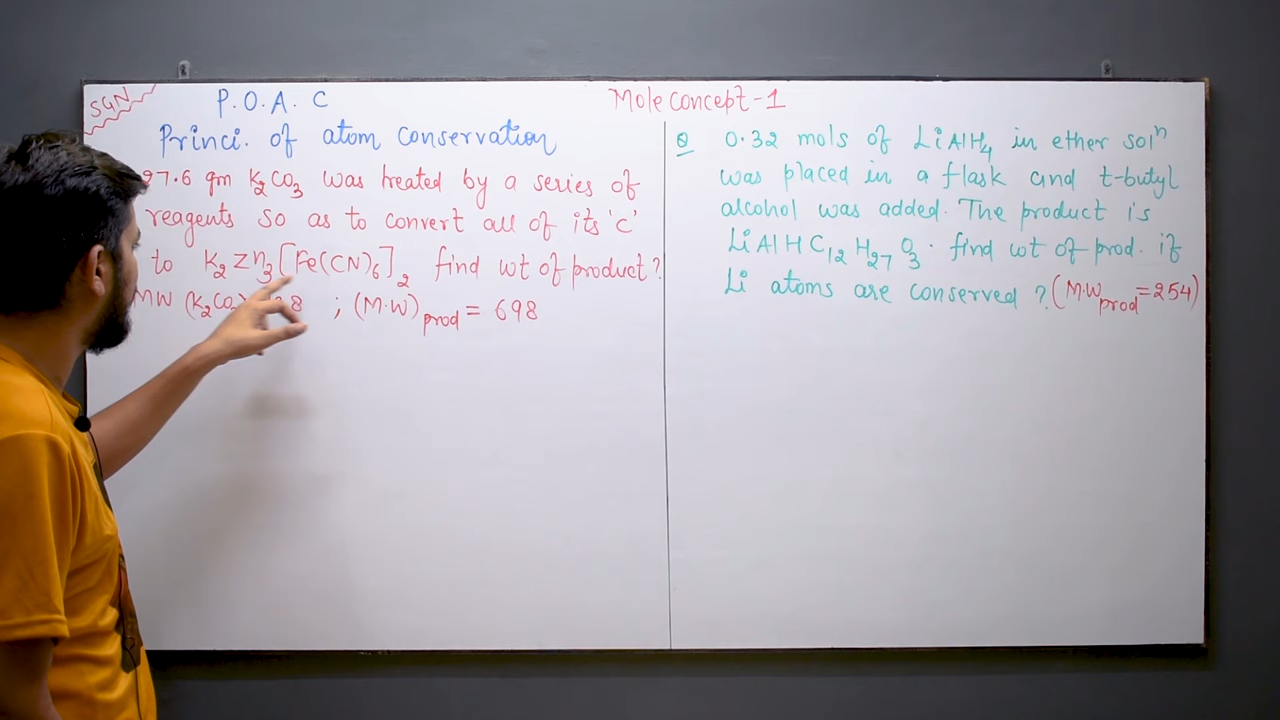 SGN
P.O.A.C
Princi. of atom conservation
27.6 gm K₂CO₃ was treated by a series of
reagents so as to convert all of its 'C'
to K₂Zn₃[Fe(CN)₆]₂ find wt of product?
MW (K₂CO 8 ; (M.W)prod = 698
Mole Concept-1
Q 0.32 mols of LiAlH₄ in ether solⁿ
was placed in a flask and t-butyl
alcohol was added. The product is
LiAlHC₁₂H₂₇O₃. find wt of prod. if
Li atoms are conserved ? (M.Wprod=254)